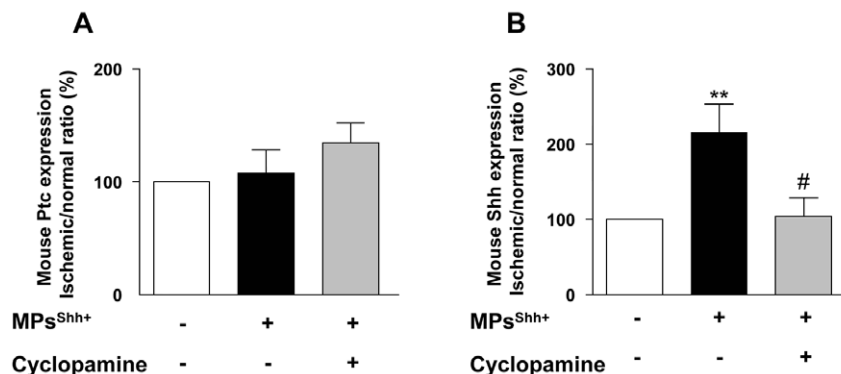 A
Mouse Ptc expression
Ischemic/normal ratio (%)
200
100
0
MPsShh+ - + +
Cyclopamine - - +
B
Mouse Shh expression
Ischemic/normal ratio (%)
300
200
100
0
**
#
MPsShh+ - + +
Cyclopamine - - +